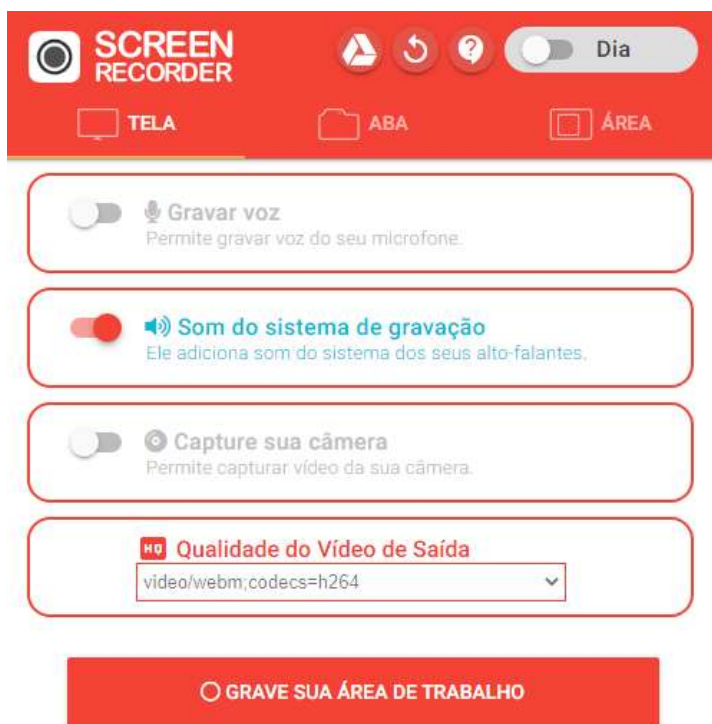 SCREEN
RECORDER
Dia
TELA
ABA
ÁREA
Gravar voz
Permite gravar voz do seu microfone.
Som do sistema de gravação
Ele adiciona som do sistema dos seus alto-falantes.
Capture sua câmera
Permite capturar vídeo da sua câmera.
HQ Qualidade do Vídeo de Saída
video/webm;codecs=h264
GRAVE SUA ÁREA DE TRABALHO